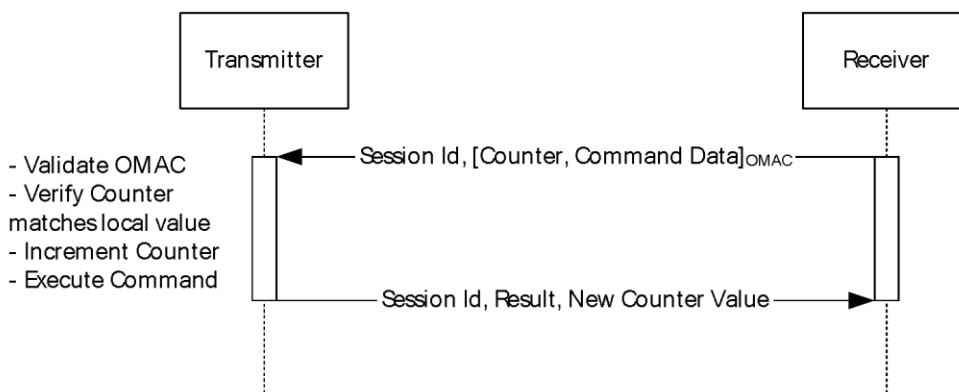 Transmitter
Receiver
Session Id, [Counter, Command Data]OMAC
- Validate OMAC
- Verify Counter
matches local value
- Increment Counter
- Execute Command
Session Id, Result, New Counter Value